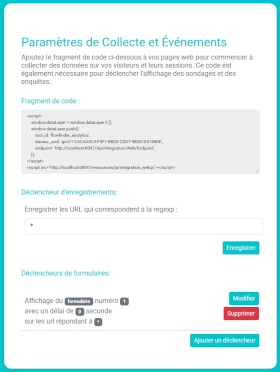 Paramètres de Collecte et Événements
Ajoutez le fragment de code ci-dessous à vos pages web pour commencer à
collecter des données sur vos visiteurs et leurs sessions. Ce code est
également nécessaire pour déclencher l'affichage des sondages et des
enquêtes.
Fragment de code :
<script>
window.dataLayer = window.dataLayer || [];
window.dataLayer.push({
tool_id: 'flowfinder_analytics',
endpoint: 'http://localhost:8097/Api/Integration/Web/Endpoint'
});
</script>
<script src="http://localhost:8097/ressources/js/integration_web.js"></script>
Déclencheur d'enregistrements:
Enregistrer les URL qui correspondent à la regexp :
*
Enregistrer
Déclencheurs de formulaires:
Affichage du formulaire numéro 1
avec un délai de 0 seconde
sur les url répondant à *
Modifier
Supprimer
Ajouter un déclencheur